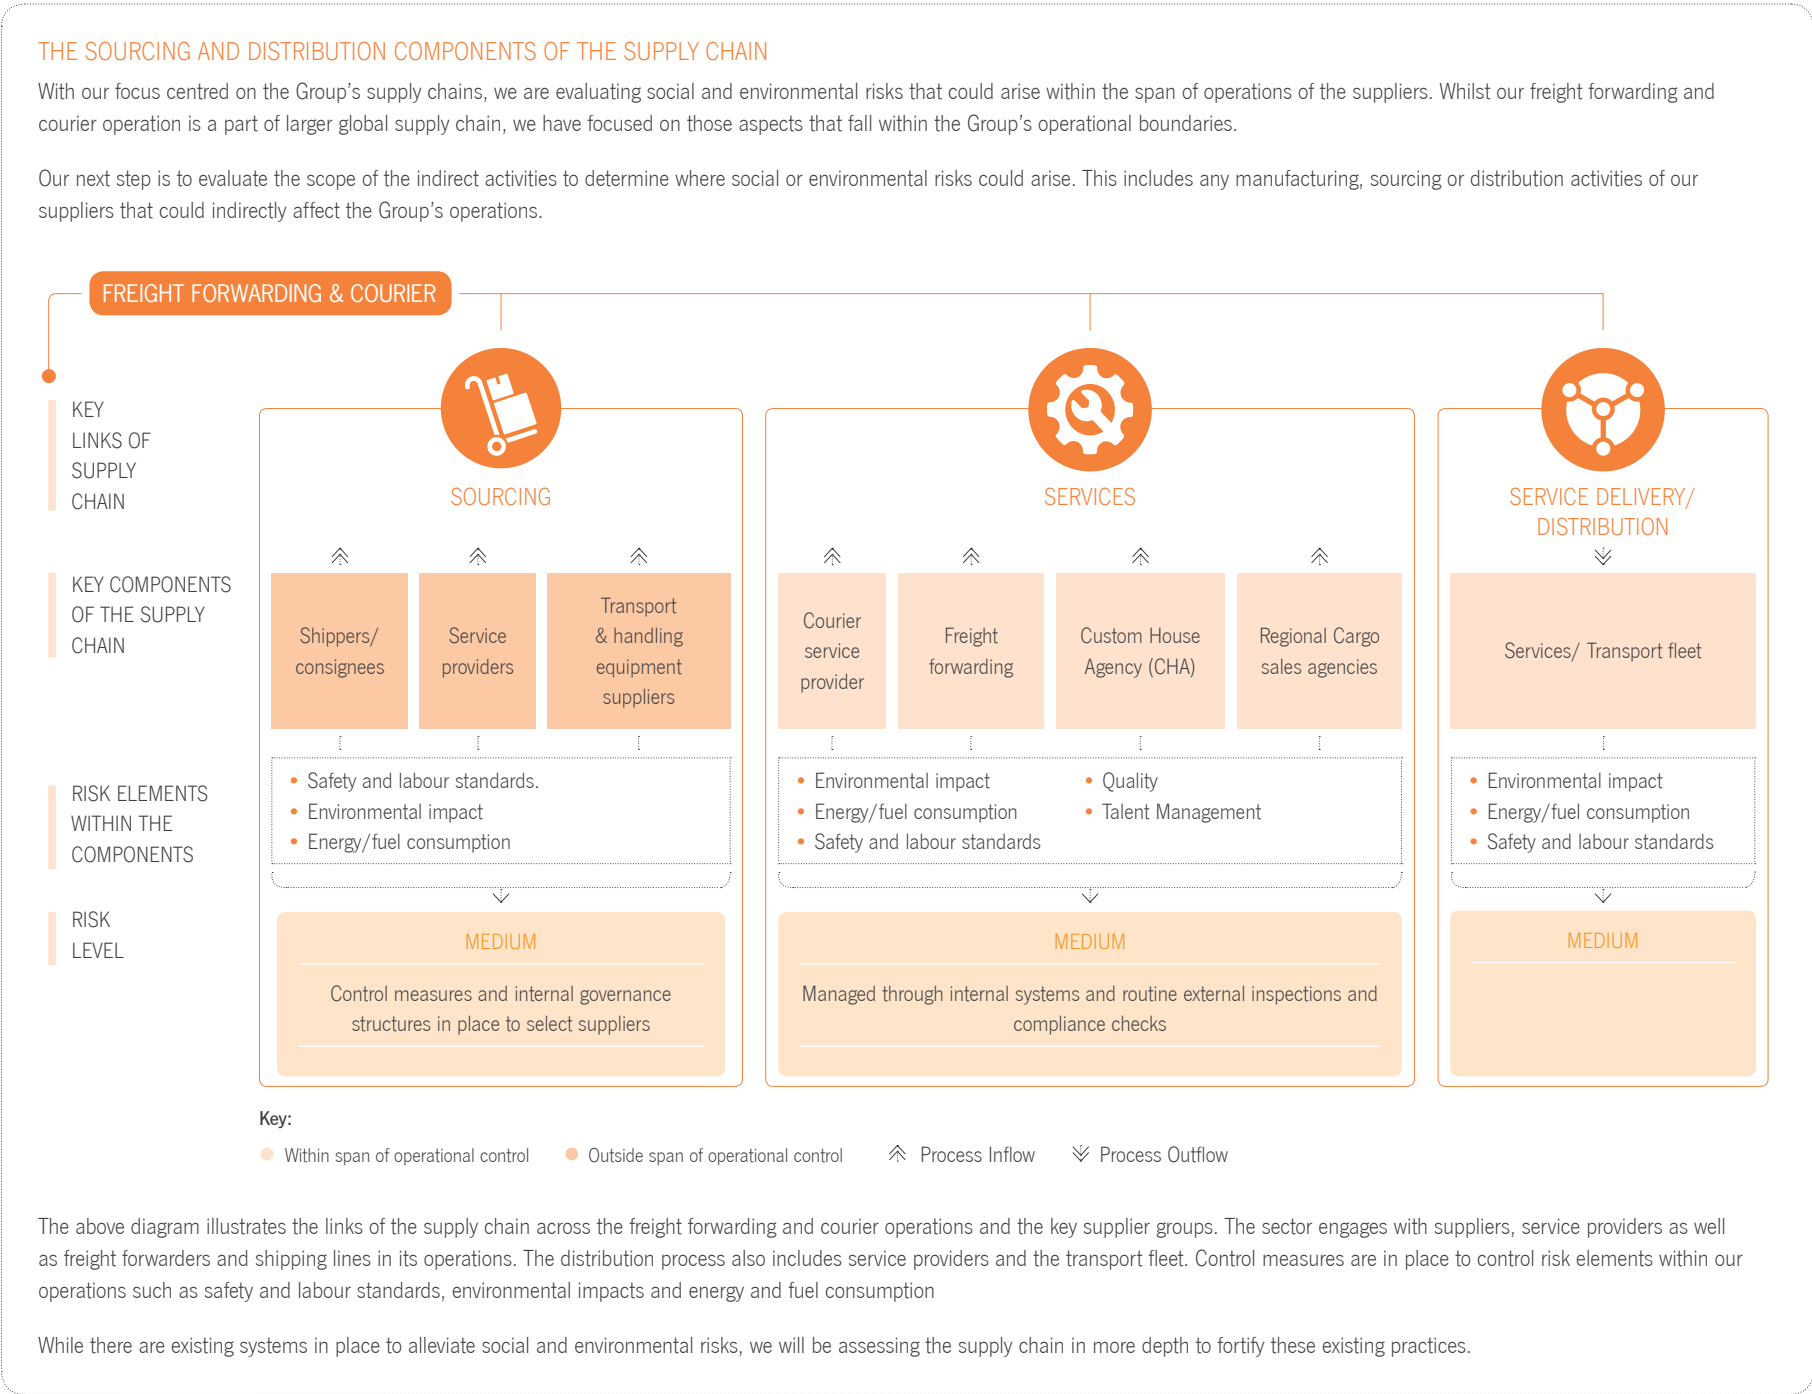 THE SOURCING AND DISTRIBUTION COMPONENTS OF THE SUPPLY CHAIN
With our focus centred on the Group's supply chains, we are evaluating social and environmental risks that could arise within the span of operations of the suppliers. Whilst our freight forwarding and
courier operation is a part of larger global supply chain, we have focused on those aspects that fall within the Group's operational boundaries.
Our next step is to evaluate the scope of the indirect activities to determine where social or environmental risks could arise. This includes any manufacturing, sourcing or distribution activities of our
suppliers that could indirectly affect the Group's operations.
FREIGHT FORWARDING & COURIER
KEY
LINKS OF
SUPPLY
CHAIN
SOURCING
SERVICES
SERVICE DELIVERY/
DISTRIBUTION
KEY COMPONENTS
OF THE SUPPLY
CHAIN
Shippers/
consignees
Service
providers
Transport
& handling
equipment
suppliers
Courier
service
provider
Freight
forwarding
Custom House
Agency (CHA)
Regional Cargo
sales agencies
Services/ Transport fleet
RISK ELEMENTS
WITHIN THE
COMPONENTS
• Safety and labour standards.
• Environmental impact
• Energy/fuel consumption
• Environmental impact
• Energy/fuel consumption
• Safety and labour standards
• Quality
• Talent Management
• Environmental impact
• Energy/fuel consumption
• Safety and labour standards
RISK
LEVEL
MEDIUM
Control measures and internal governance
structures in place to select suppliers
MEDIUM
Managed through internal systems and routine external inspections and
compliance checks
MEDIUM
Key:
Within span of operational control
Outside span of operational control
Process Inflow
Process Outflow
The above diagram illustrates the links of the supply chain across the freight forwarding and courier operations and the key supplier groups. The sector engages with suppliers, service providers as well
as freight forwarders and shipping lines in its operations. The distribution process also includes service providers and the transport fleet. Control measures are in place to control risk elements within our
operations such as safety and labour standards, environmental impacts and energy and fuel consumption
While there are existing systems in place to alleviate social and environmental risks, we will be assessing the supply chain in more depth to fortify these existing practices.